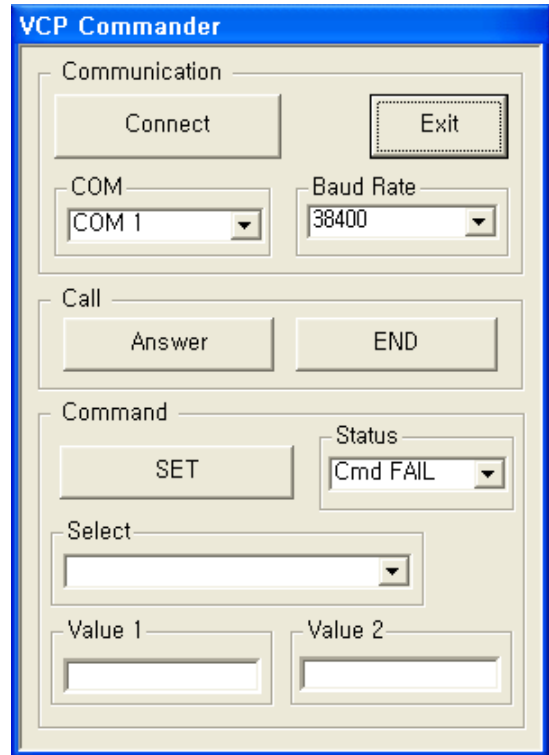 VCP Commander
Communication
Connect
Exit
COM
Baud Rate
COM 1
38400
Call
Answer
END
Command
SET
Status
Cmd FAIL
Select
Value 1
Value 2